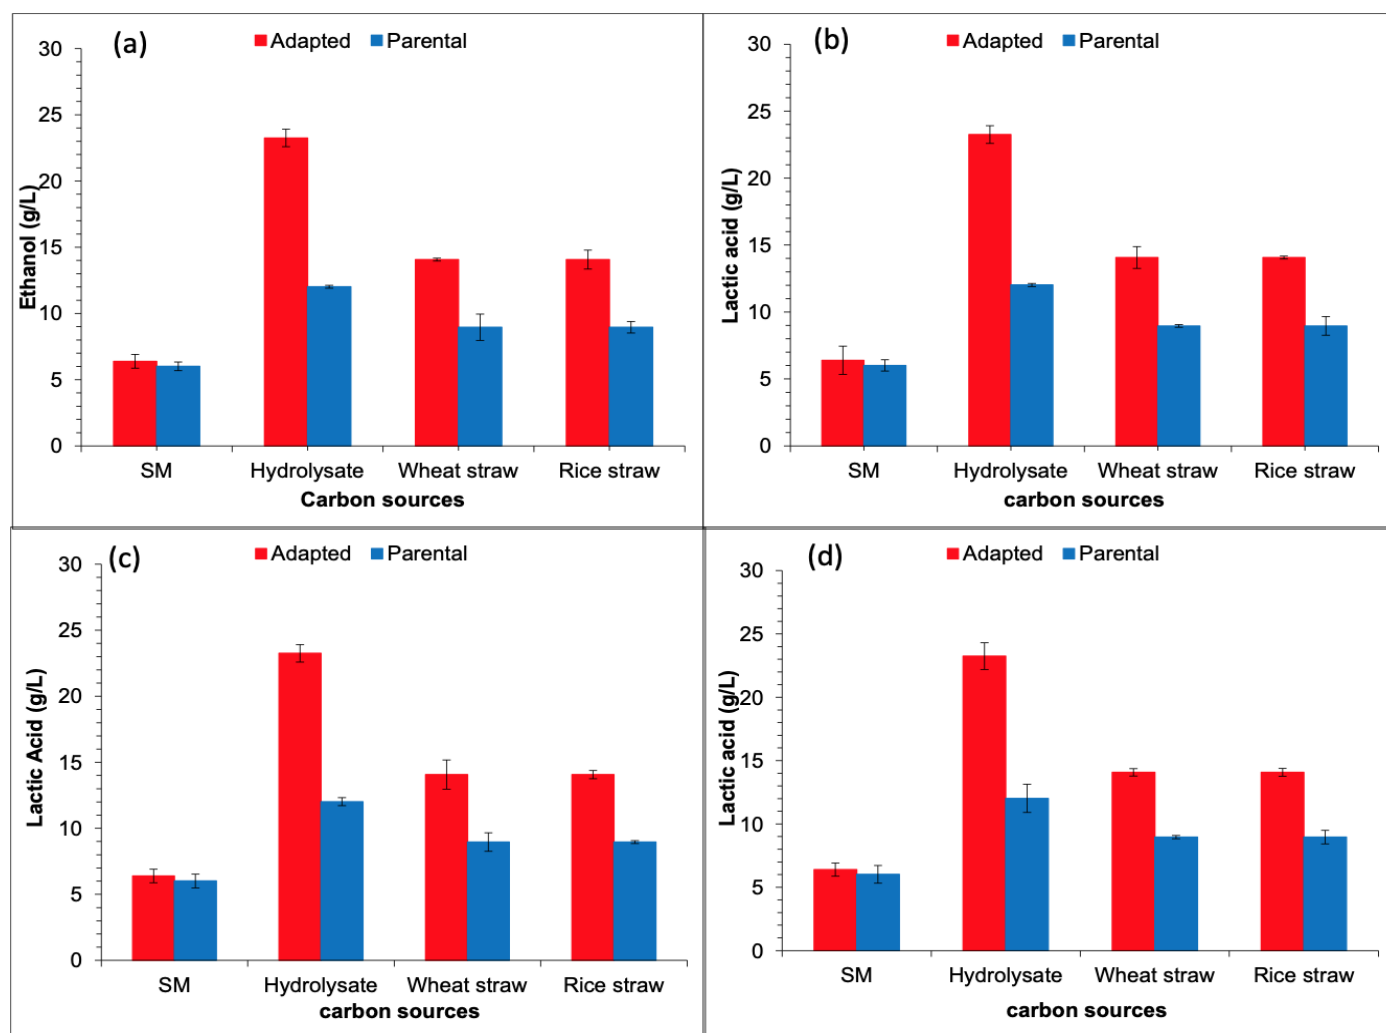 (a)
Adapted Parental
30
25
20
15
10
5
0
Ethanol (g/L)
SM Hydrolysate Wheat straw Rice straw
Carbon sources
(b)
Adapted Parental
30
25
20
15
10
5
0
Lactic acid (g/L)
SM Hydrolysate Wheat straw Rice straw
carbon sources
(c)
Adapted Parental
30
25
20
15
10
5
0
Lactic Acid (g/L)
SM Hydrolysate Wheat straw Rice straw
carbon sources
(d)
Adapted Parental
30
25
20
15
10
5
0
Lactic acid (g/L)
SM Hydrolysate Wheat straw Rice straw
carbon sources